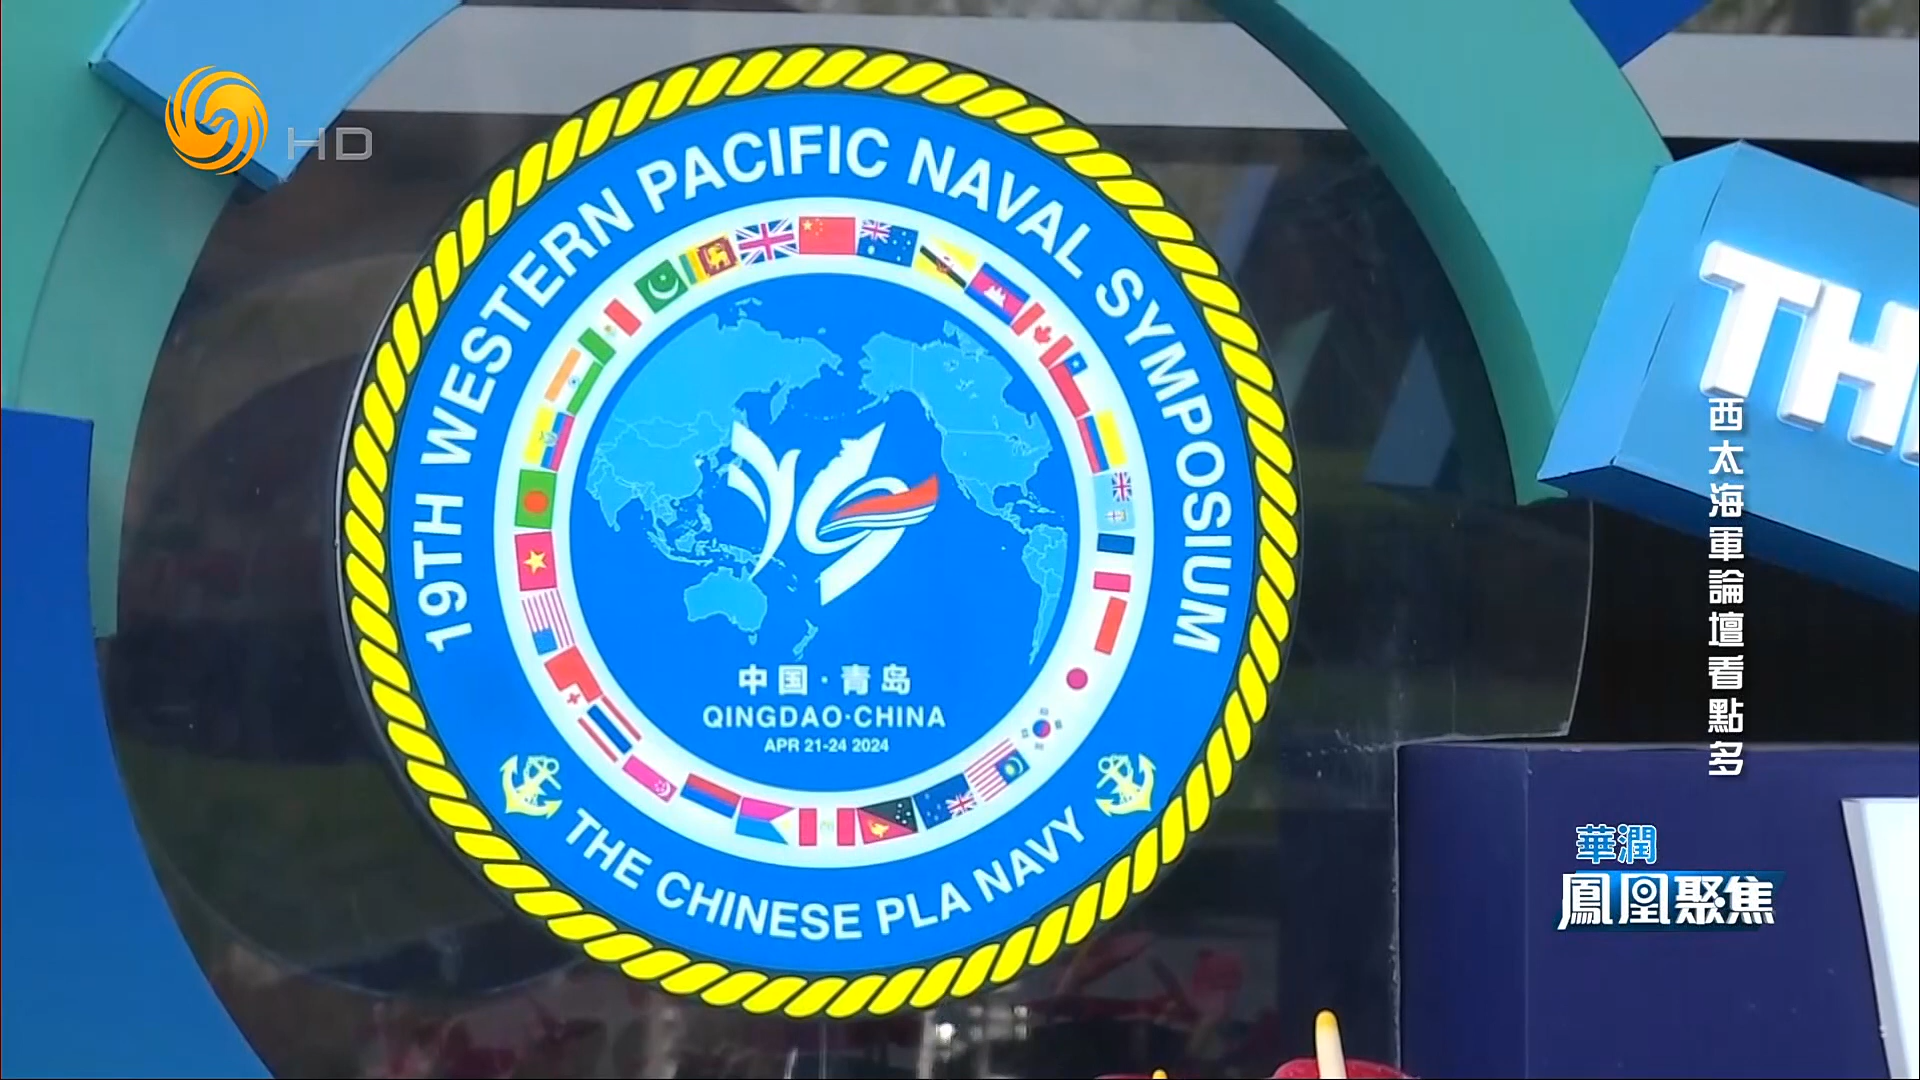 HD
19TH WESTERN PACIFIC NAVAL SYMPOSIUM
中国·青岛
QINGDAO·CHINA
APR 21-24 2024
THE CHINESE PLA NAVY
TH
西太海軍論壇看點多
華潤
鳳凰聚焦